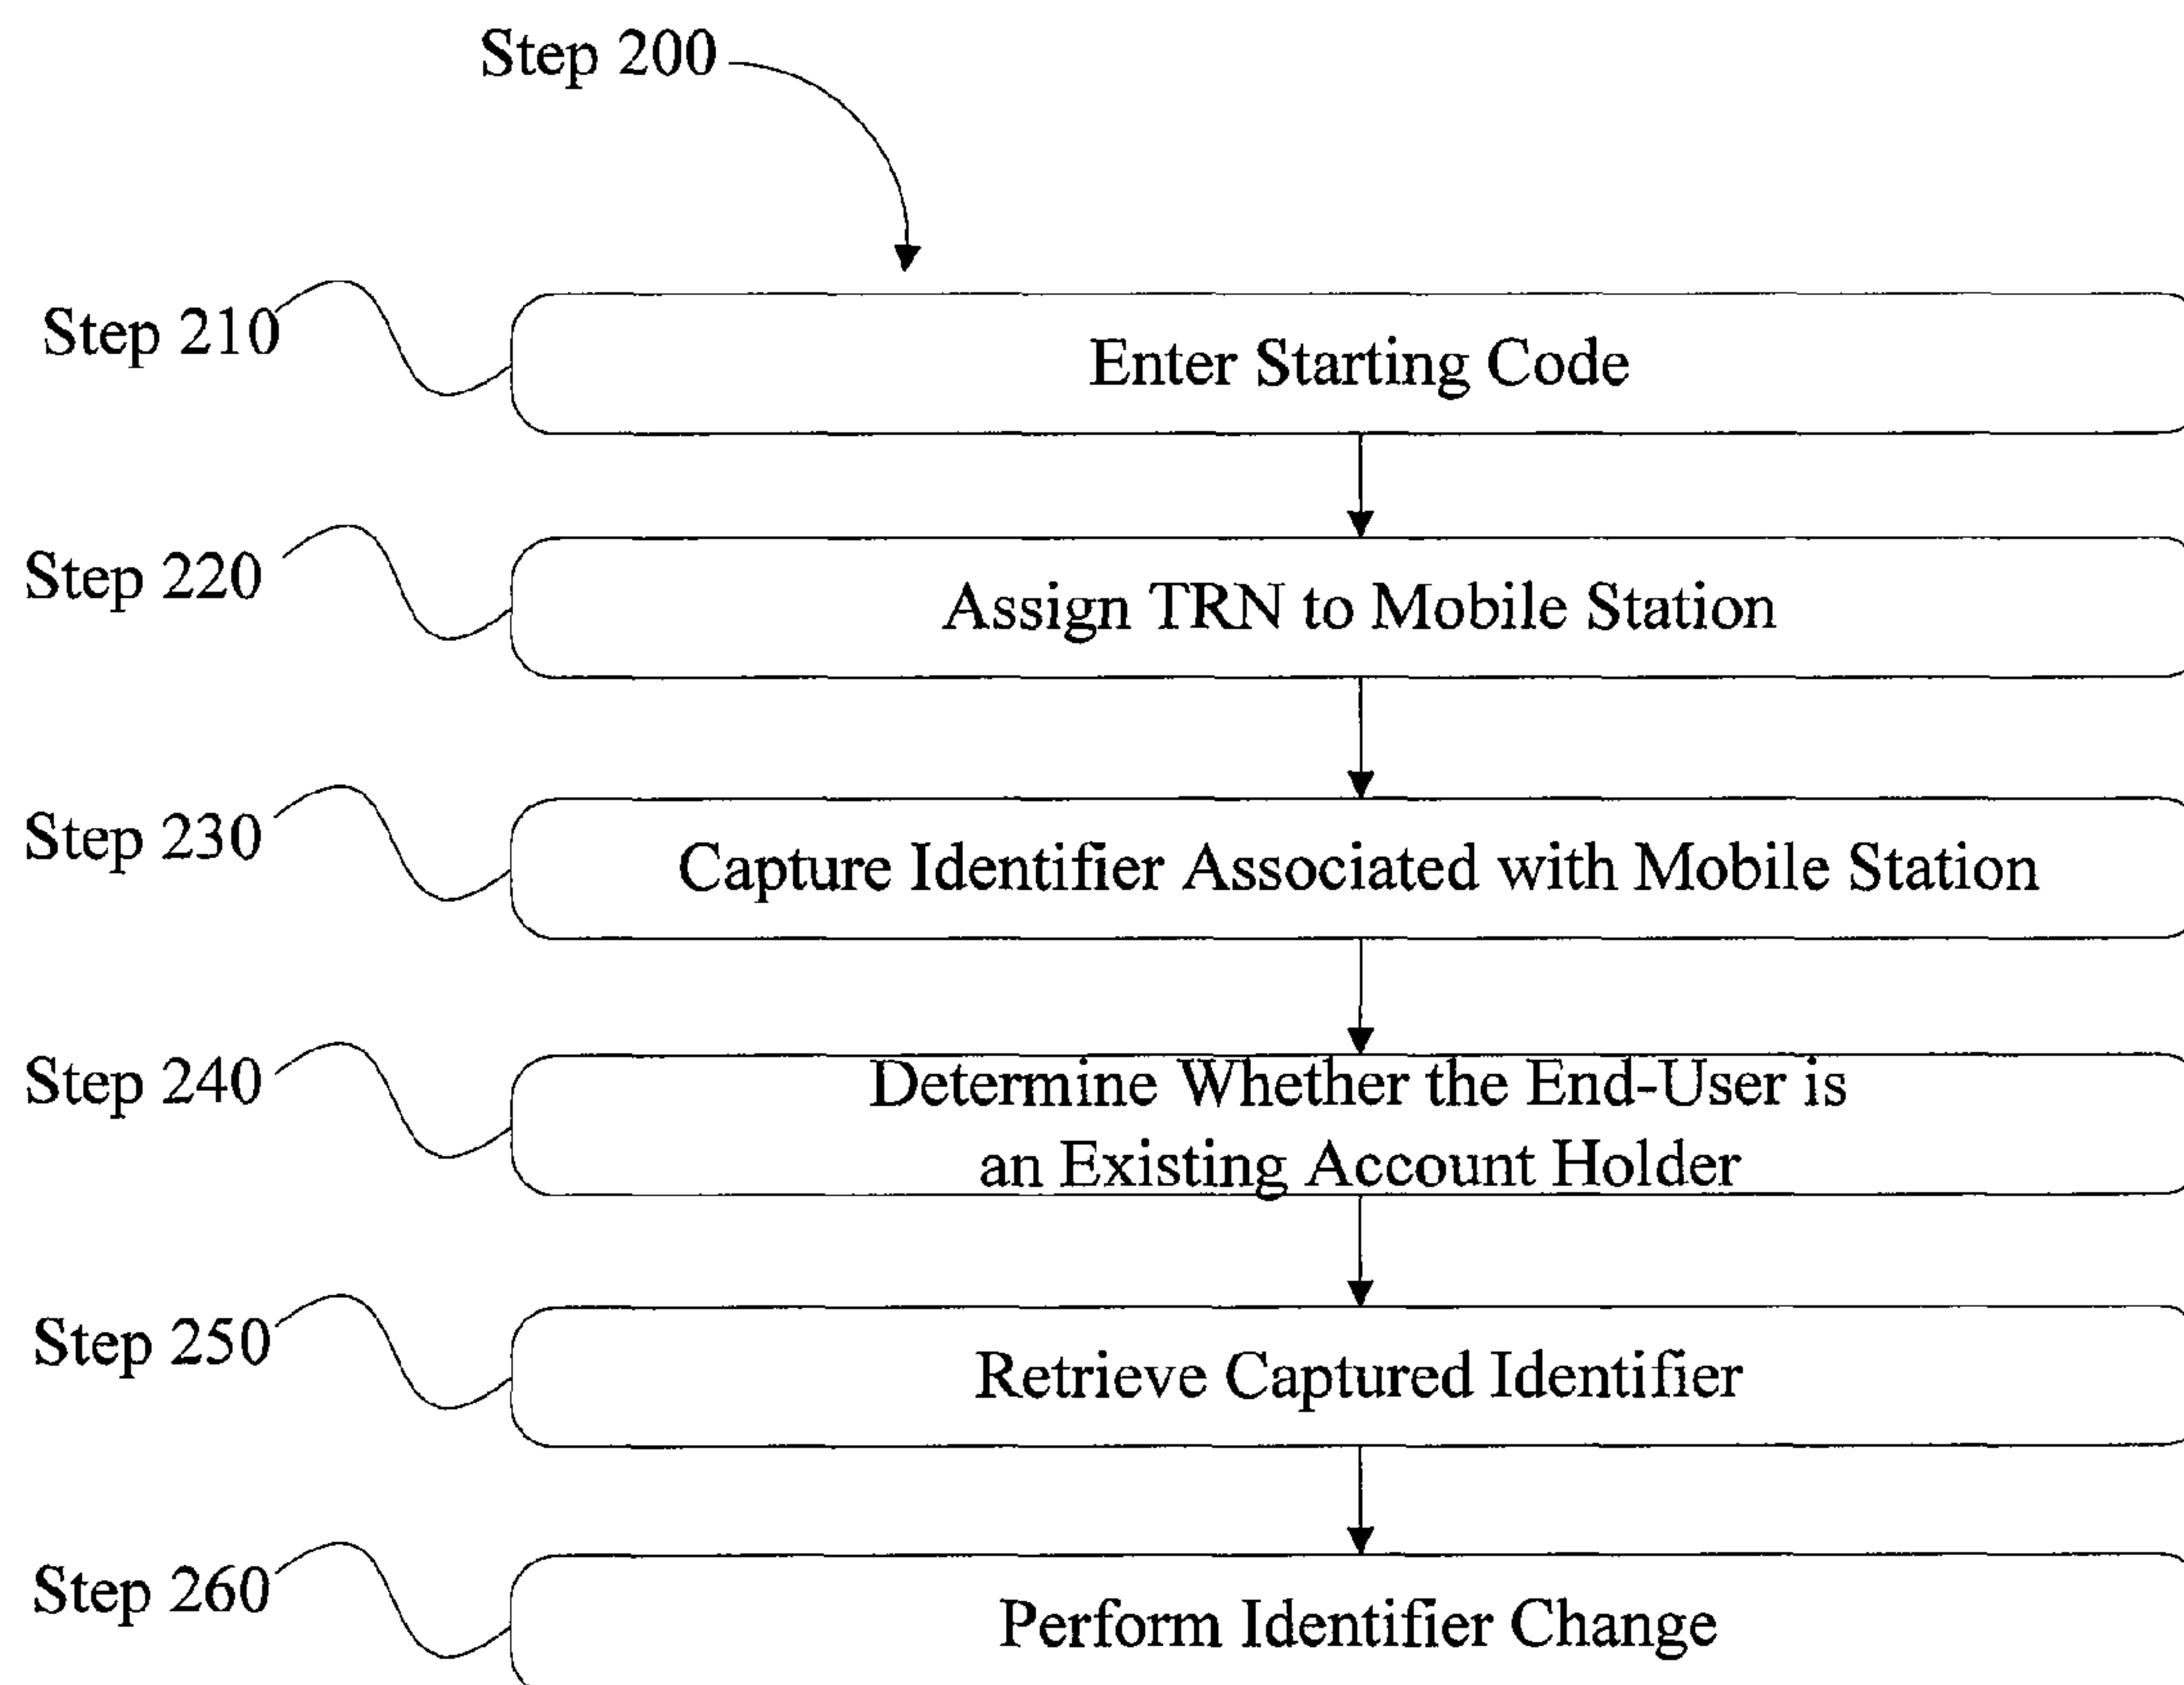 Step 200
Step 210
Enter Starting Code
Step 220
Assign TRN to Mobile Station
Step 230
Capture Identifier Associated with Mobile Station
Step 240
Determine Whether the End-User is
an Existing Account Holder
Step 250
Retrieve Captured Identifier
Step 260
Perform Identifier Change